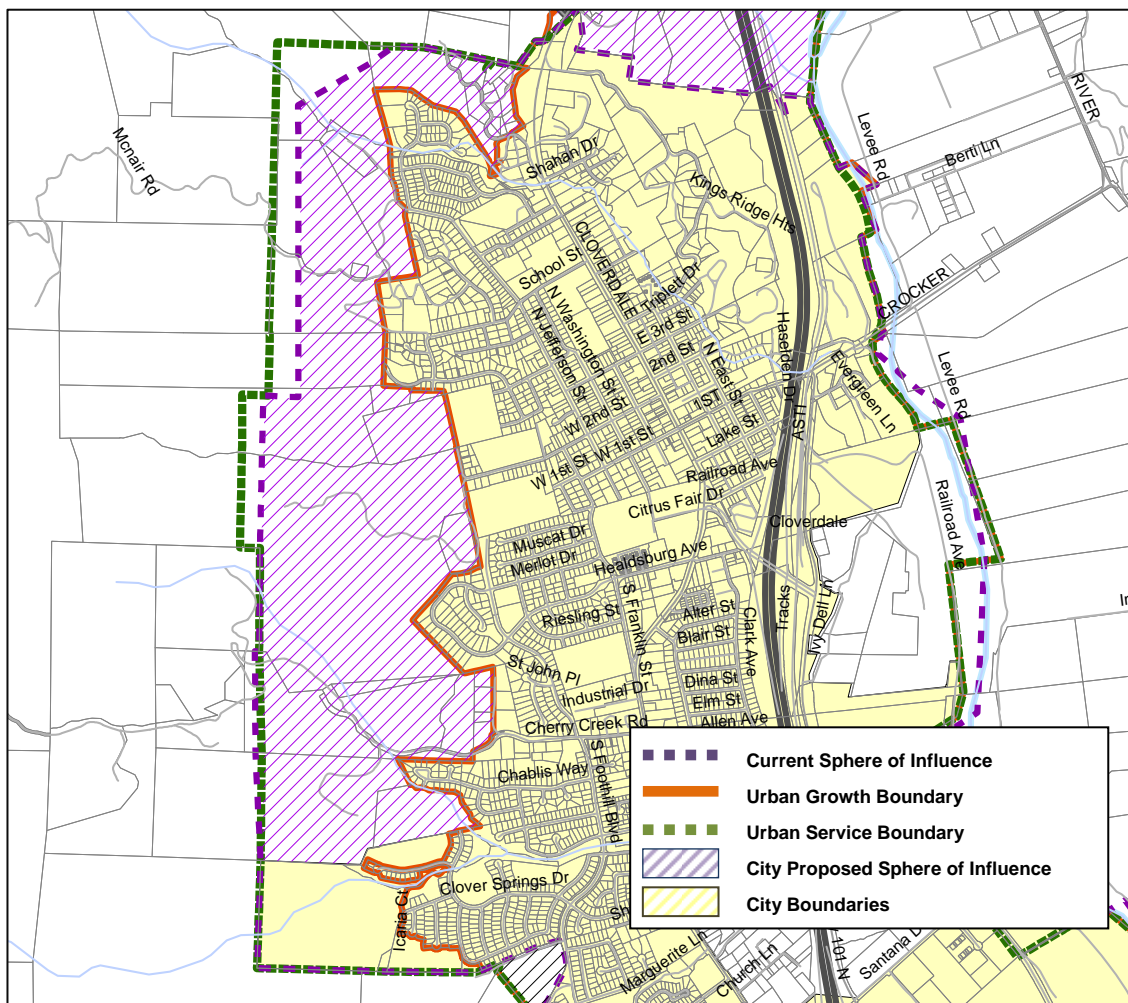 RIVER
Mcnair Rd
Levee Rd
Berti Ln
Shahan Dr
Kings Ridge Hts
CLOVERDALE
School St
Triplett Dr
E 3rd St
2nd St
N Washington St
N Jefferson St
N East St
CROCKER
Haselden Dr
Evergreen Ln
Levee Rd
W 2nd St
1ST
W 1st St
W 1st St
Lake St
ASTI
Railroad Ave
Citrus Fair Dr
Cloverdale
Railroad Ave
Muscat Dr
Merlot Dr
Healdsburg Ave
S Franklin St
Riesling St
Alter St
Blair St
Clark Ave
Tracks
Ivy Dell Ln
St John Pl
Dina St
Industrial Dr
Elm St
Cherry Creek Rd
Allen Ave
Chablis Way
S Foothill Blvd
Clover Springs Dr
Icaria Ct
Marguerite Ln
Church Ln
101 N
Current Sphere of Influence
Urban Growth Boundary
Urban Service Boundary
City Proposed Sphere of Influence
City Boundaries